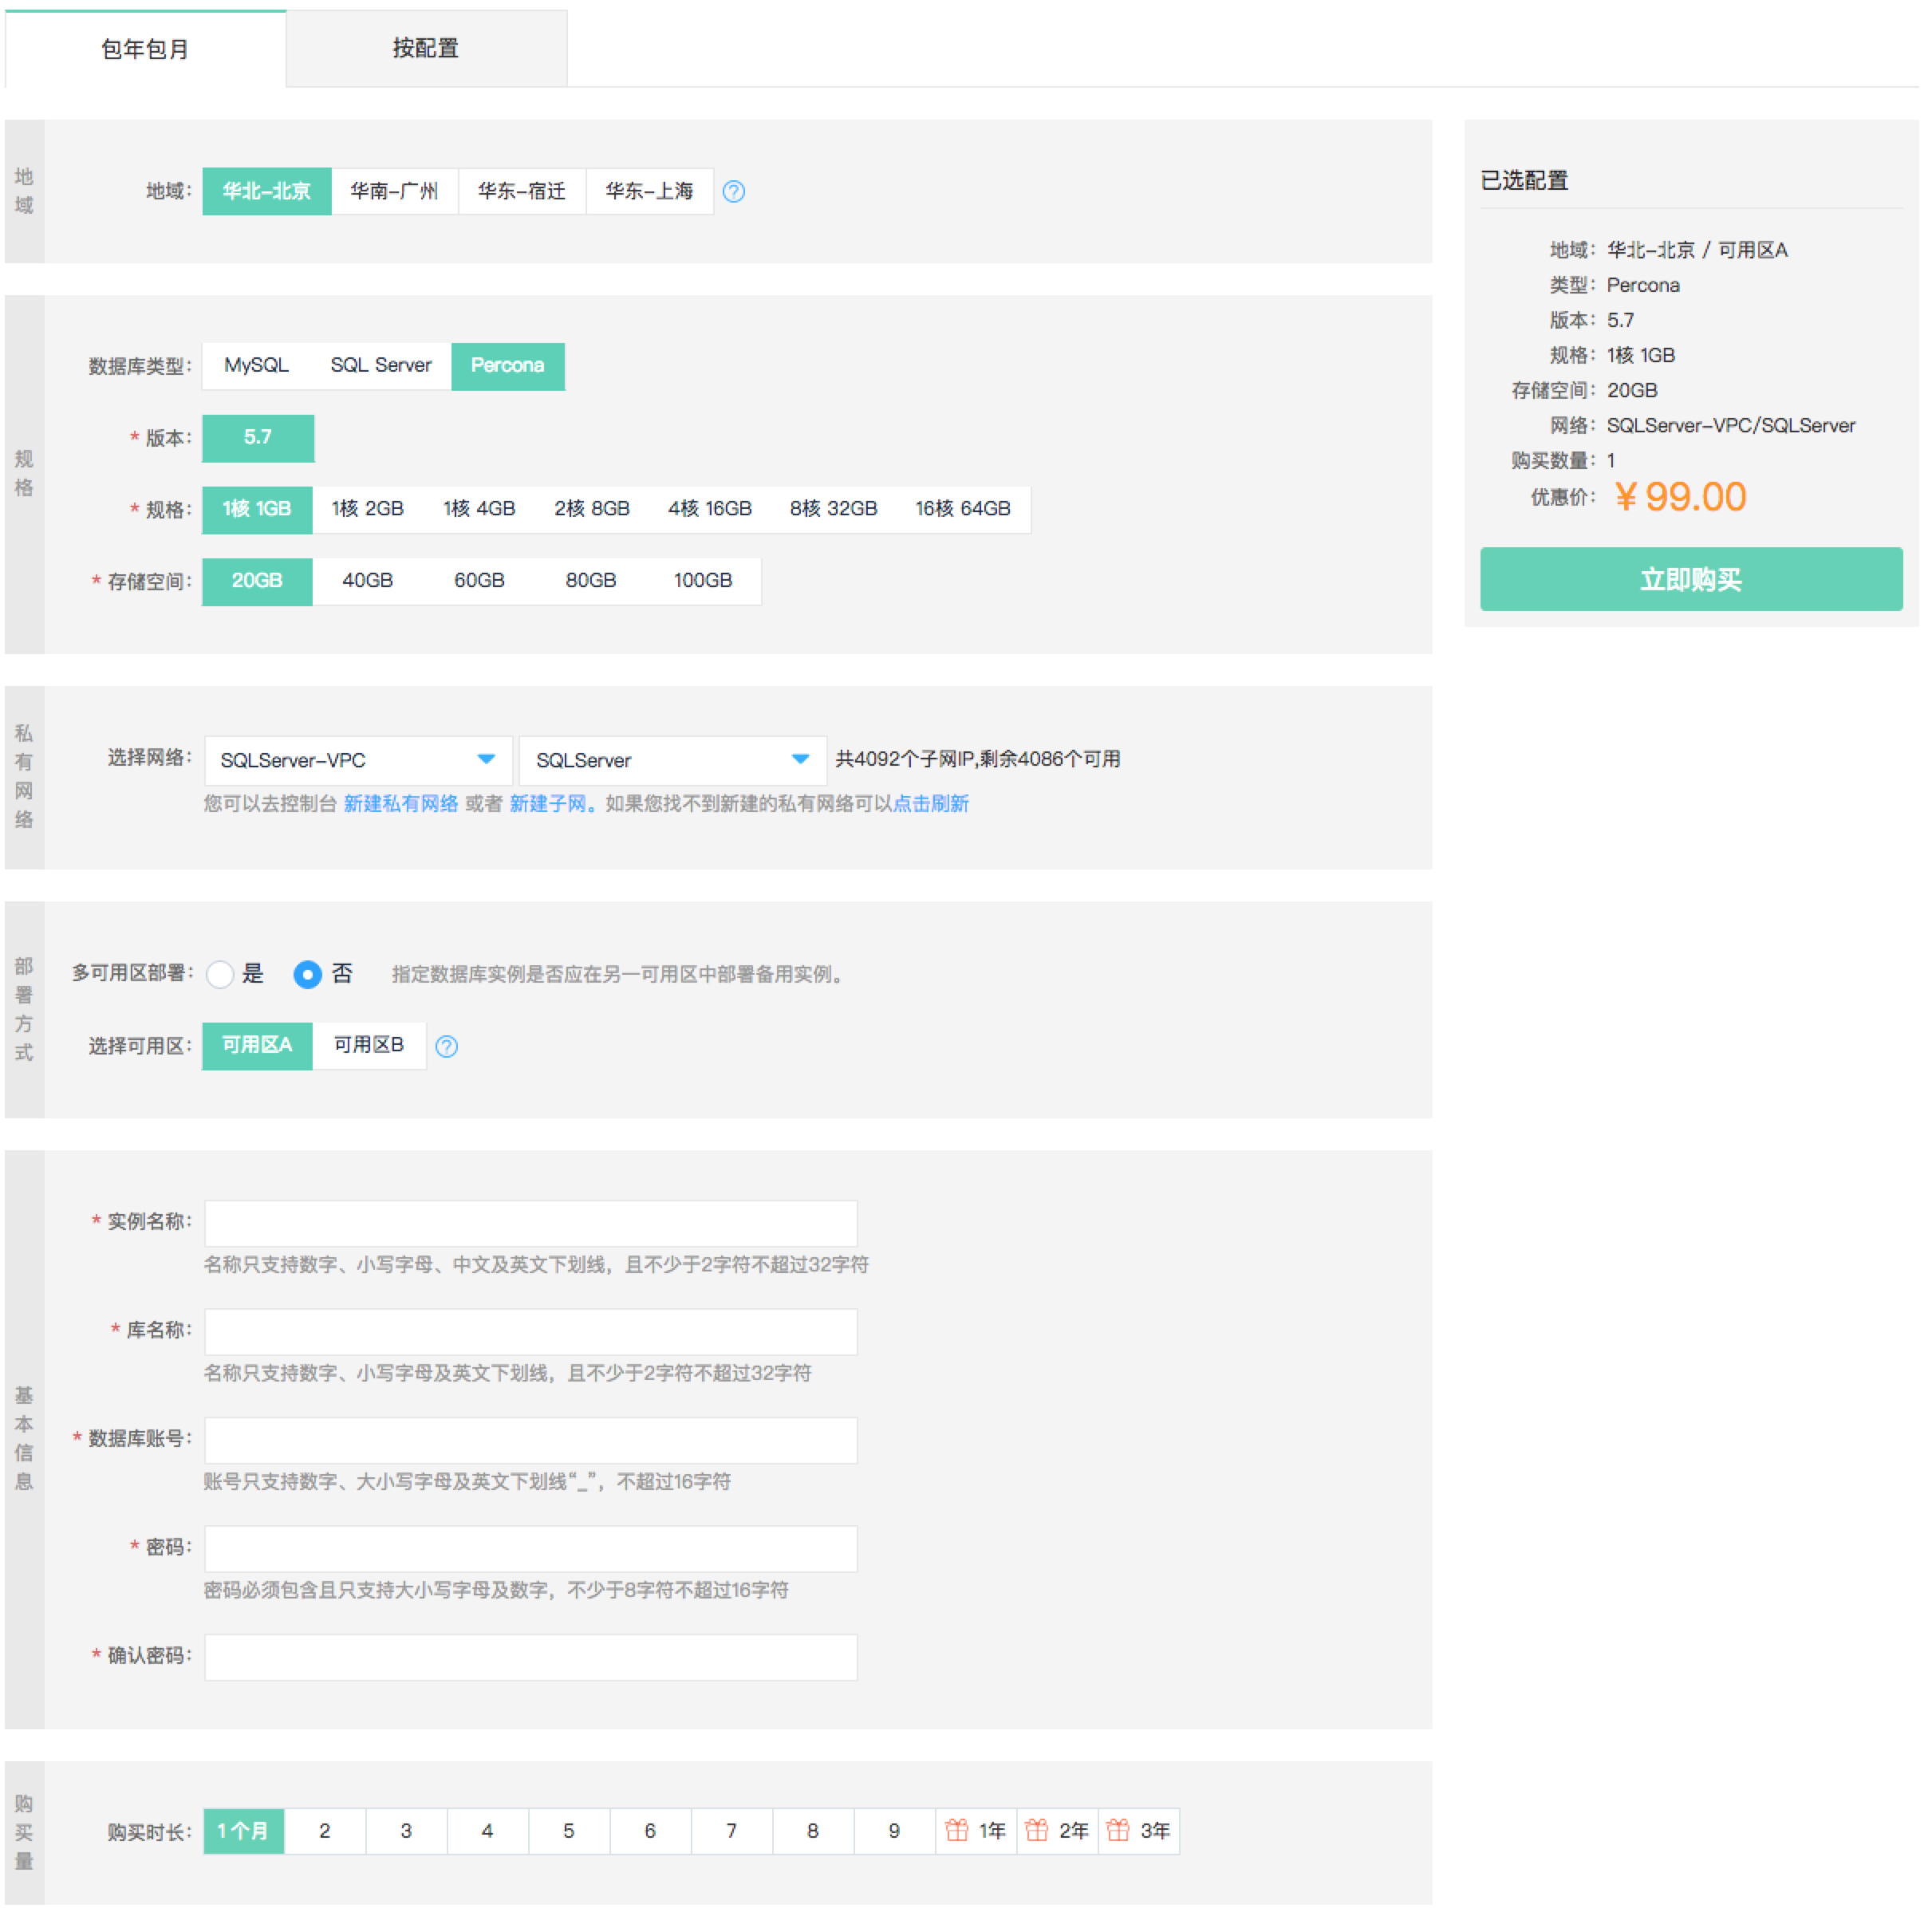 包年包月 按配置
地域
地域： 华北-北京 华南-广州 华东-宿迁 华东-上海 ?
规格
数据库类型： MySQL SQL Server Percona
* 版本： 5.7
* 规格： 1核 1GB 1核 2GB 1核 4GB 2核 8GB 4核 16GB 8核 32GB 16核 64GB
* 存储空间： 20GB 40GB 60GB 80GB 100GB
私有网络
选择网络： SQLServer-VPC SQLServer 共4092个子网IP,剩余4086个可用
您可以去控制台 新建私有网络 或者 新建子网。如果您找不到新建的私有网络可以点击刷新
部署方式
多可用区部署： 是 否 指定数据库实例是否应在另一可用区中部署备用实例。
选择可用区： 可用区A 可用区B ?
基本信息
* 实例名称：
名称只支持数字、小写字母、中文及英文下划线，且不少于2字符不超过32字符
* 库名称：
名称只支持数字、小写字母及英文下划线，且不少于2字符不超过32字符
* 数据库账号：
账号只支持数字、大小写字母及英文下划线“_”，不超过16字符
* 密码：
密码必须包含且只支持大小写字母及数字，不少于8字符不超过16字符
* 确认密码：
购买量
购买时长： 1个月 2 3 4 5 6 7 8 9 1年 2年 3年
已选配置
地域： 华北-北京 / 可用区A
类型： Percona
版本： 5.7
规格： 1核 1GB
存储空间： 20GB
网络： SQLServer-VPC/SQLServer
购买数量： 1
优惠价： ￥99.00
立即购买